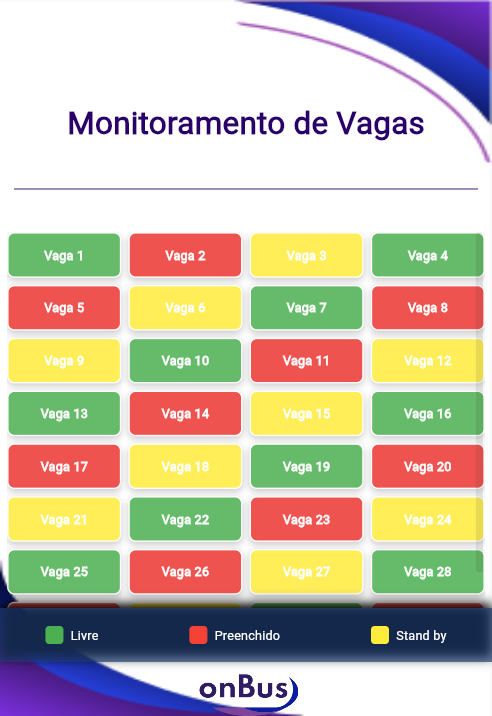 Monitoramento de Vagas
Vaga 1 Vaga 2 Vaga 3 Vaga 4
Vaga 5 Vaga 6 Vaga 7 Vaga 8
Vaga 9 Vaga 10 Vaga 11 Vaga 12
Vaga 13 Vaga 14 Vaga 15 Vaga 16
Vaga 17 Vaga 18 Vaga 19 Vaga 20
Vaga 21 Vaga 22 Vaga 23 Vaga 24
Vaga 25 Vaga 26 Vaga 27 Vaga 28
Livre Preenchido Stand by
onBus